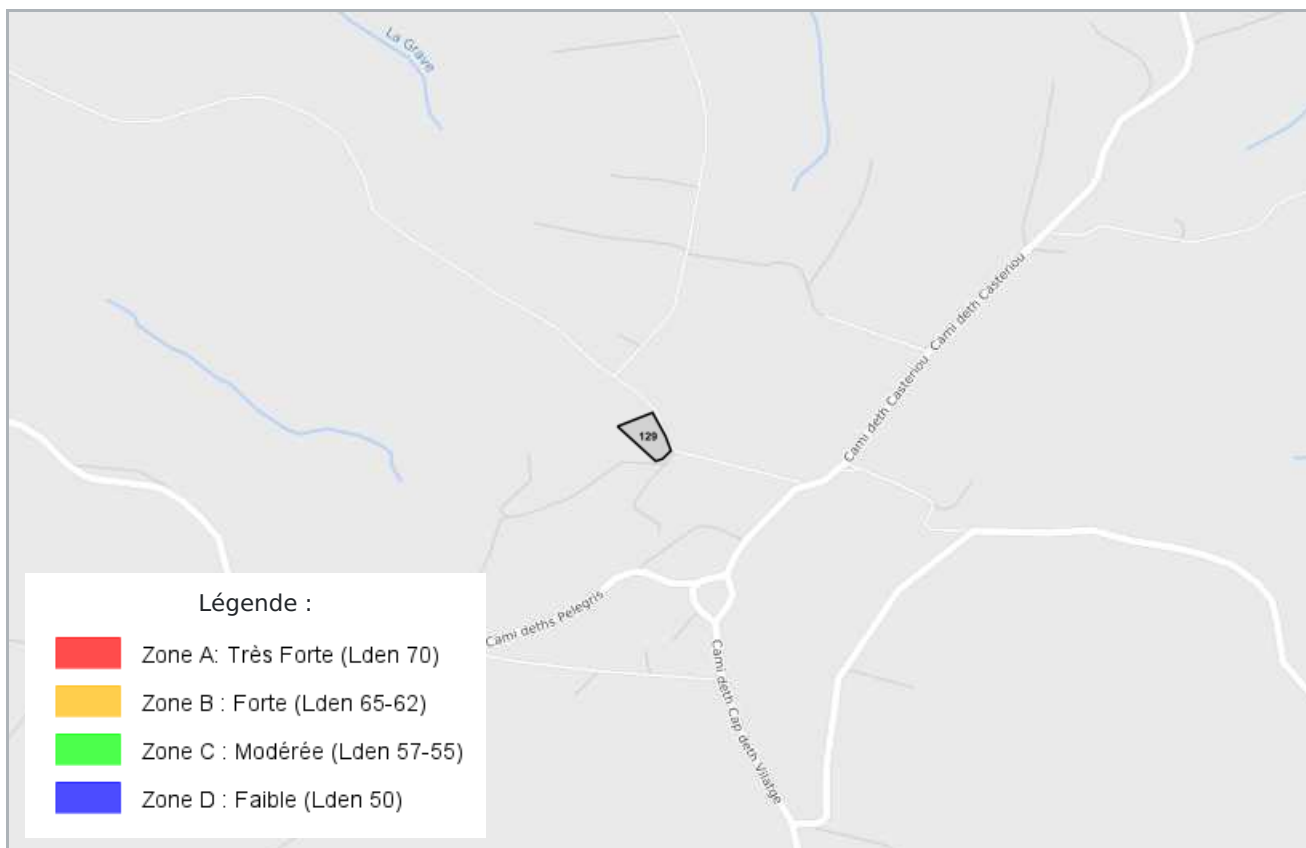 La Grave
Cami deth Casteriou
Cami deth Casteriou
129
Cami deths Pelegris
Cami deth Cap deth Vilatge
Légende :
Zone A: Très Forte (Lden 70)
Zone B : Forte (Lden 65-62)
Zone C : Modérée (Lden 57-55)
Zone D : Faible (Lden 50)